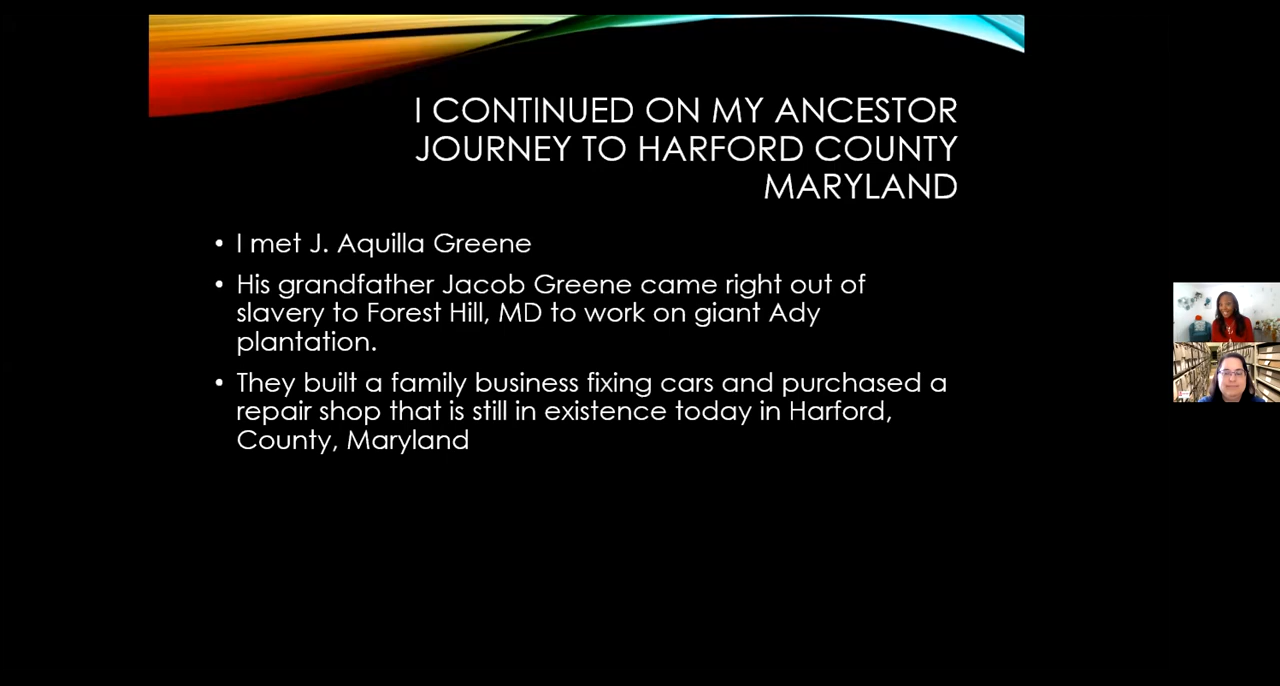 I CONTINUED ON MY ANCESTOR
JOURNEY TO HARFORD COUNTY
MARYLAND
• I met J. Aquilla Greene
• His grandfather Jacob Greene came right out of
slavery to Forest Hill, MD to work on giant Ady
plantation.
• They built a family business fixing cars and purchased a
repair shop that is still in existence today in Harford,
County, Maryland